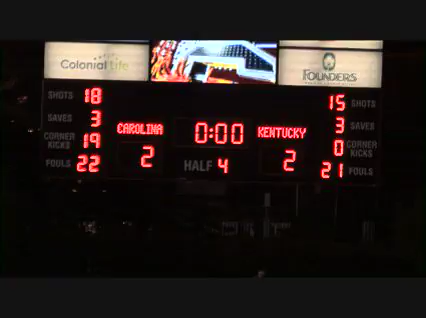 Colonial Life
FOUNDERS
SHOTS 18
15 SHOTS
SAVES 3
3 SAVES
CORNER KICKS 19
0 CORNER KICKS
FOULS 22
21 FOULS
CAROLINA 0:00 KENTUCKY
2 HALF 4 2